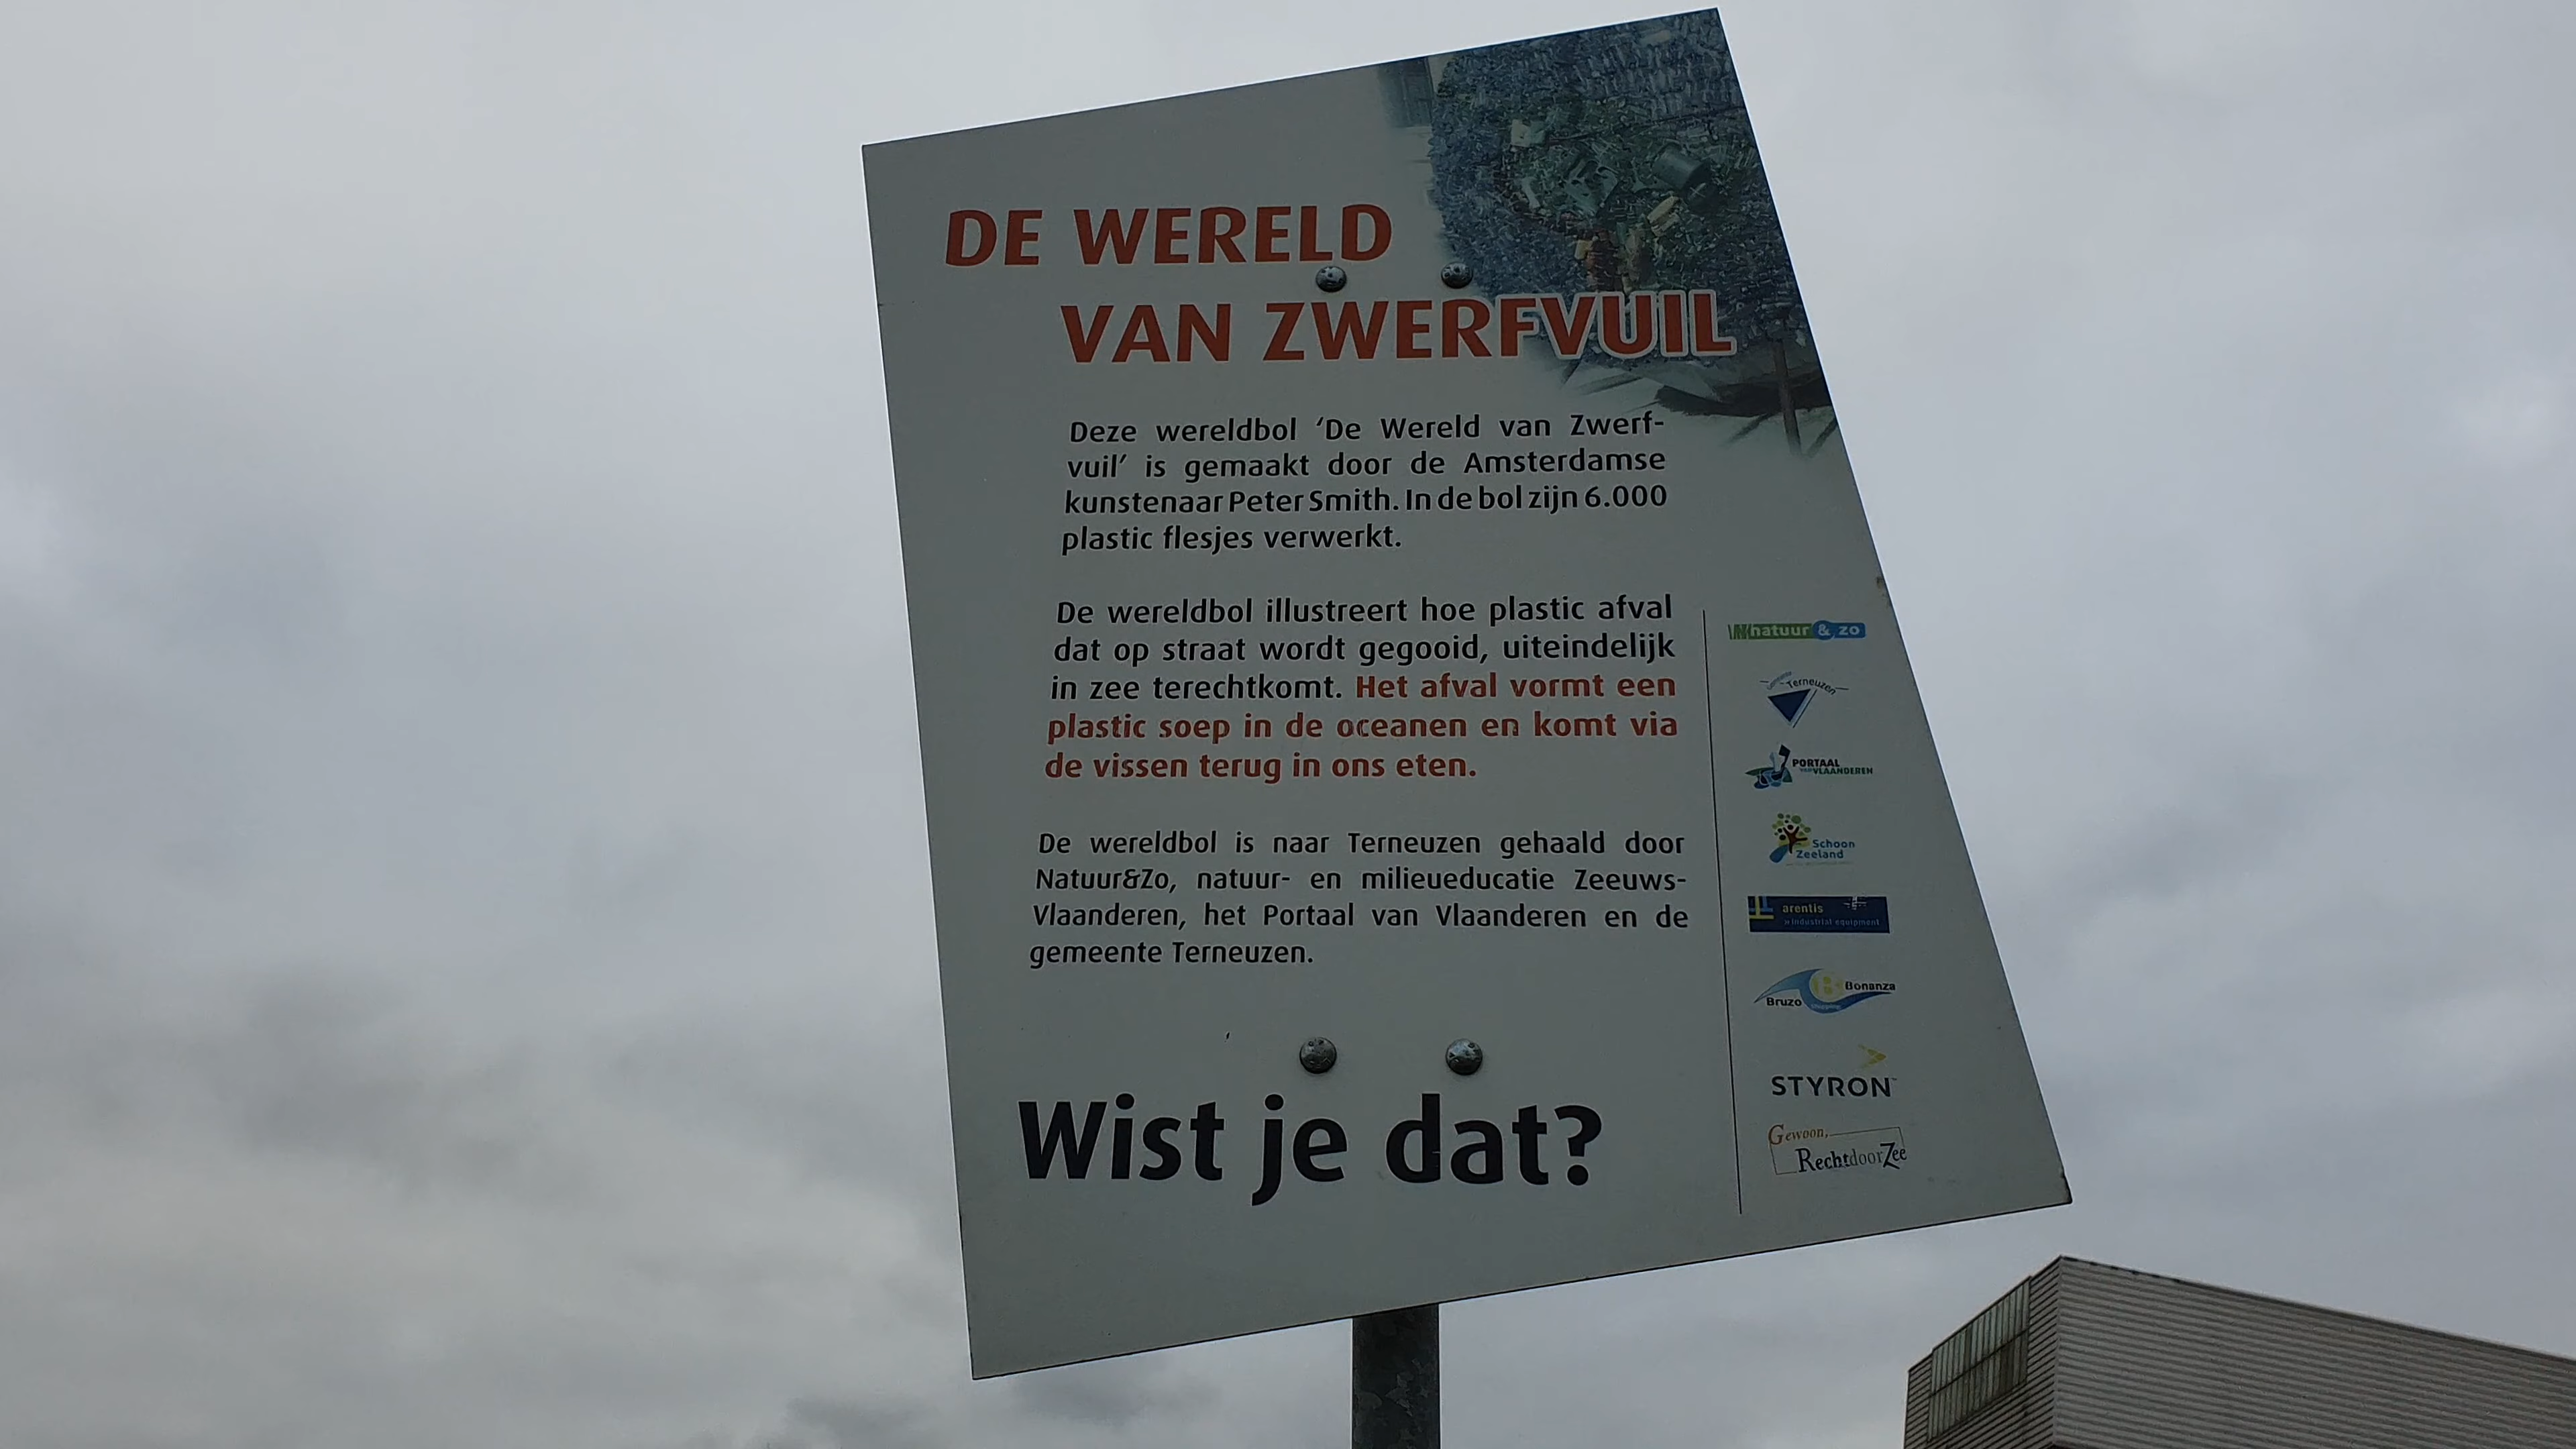 DE WERELD
VAN ZWERFVUIL
Deze wereldbol ‘De Wereld van Zwerf-
vuil’ is gemaakt door de Amsterdamse
kunstenaar Peter Smith. In de bol zijn 6.000
plastic flesjes verwerkt.
De wereldbol illustreert hoe plastic afval
dat op straat wordt gegooid, uiteindelijk
in zee terechtkomt. Het afval vormt een
plastic soep in de oceanen en komt via
de vissen terug in ons eten.
De wereldbol is naar Terneuzen gehaald door
Natuur&Zo, natuur- en milieueducatie Zeeuws-
Vlaanderen, het Portaal van Vlaanderen en de
gemeente Terneuzen.
Wist je dat?
natuur & zo
Gemeente Terneuzen
PORTAAL
VAN VLAANDEREN
Schoon
Zeeland
arentis
» industrial equipment
Bonanza
Bruzo
STYRON™
Gewoon,
RechtdoorZee